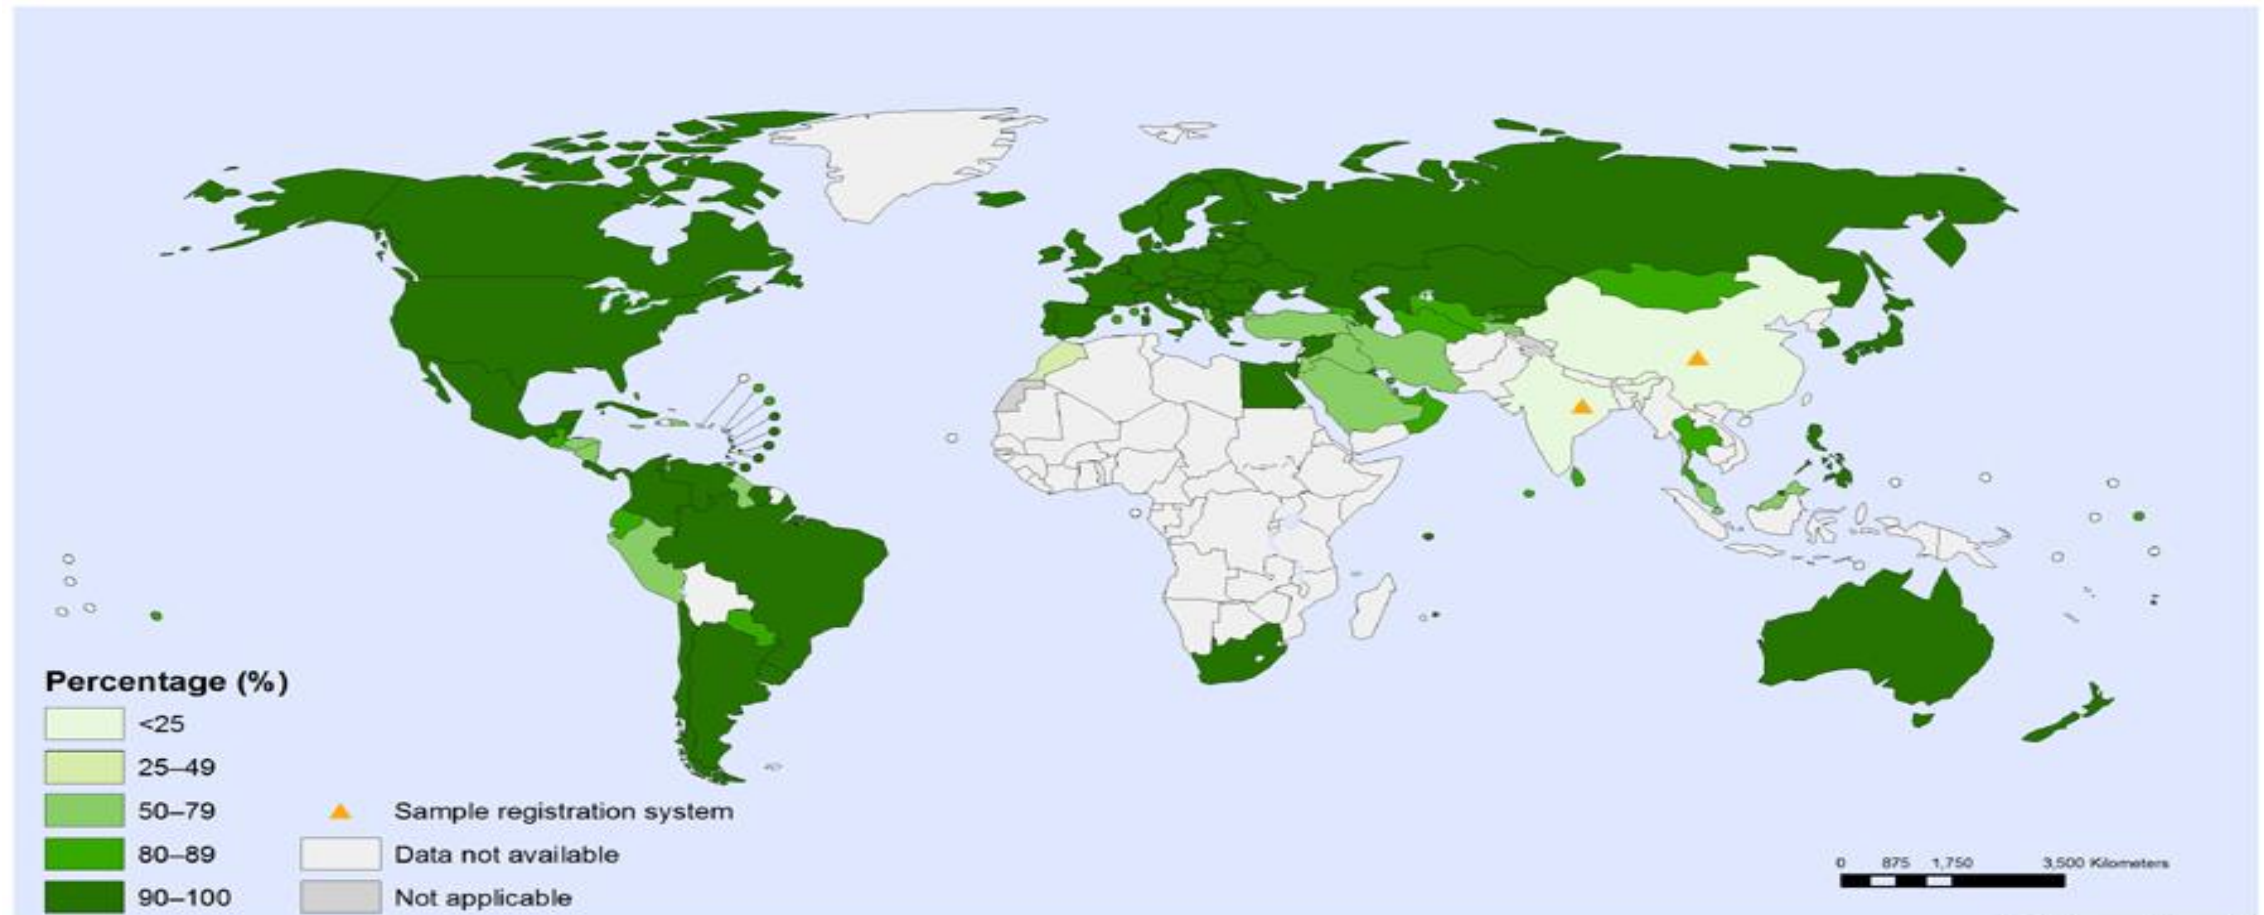 Percentage (%)
<25
25–49
50–79
80–89
90–100
Sample registration system
Data not available
Not applicable
0 875 1,750 3,500 Kilometers